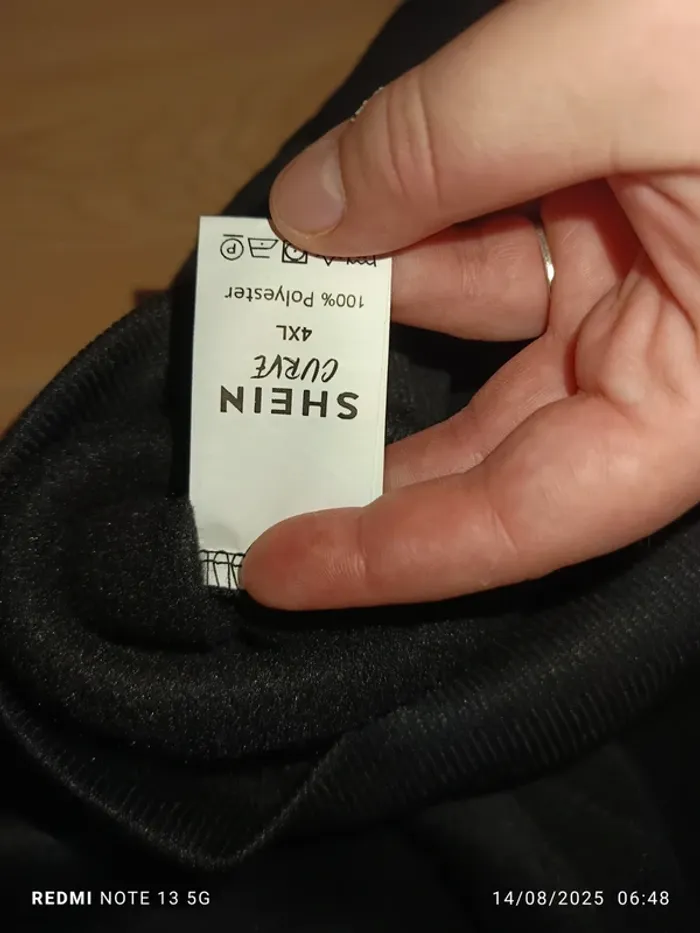 SHEIN
CURVE
4XL
100% Polyester
P
REDMI NOTE 13 5G
14/08/2025 06:48